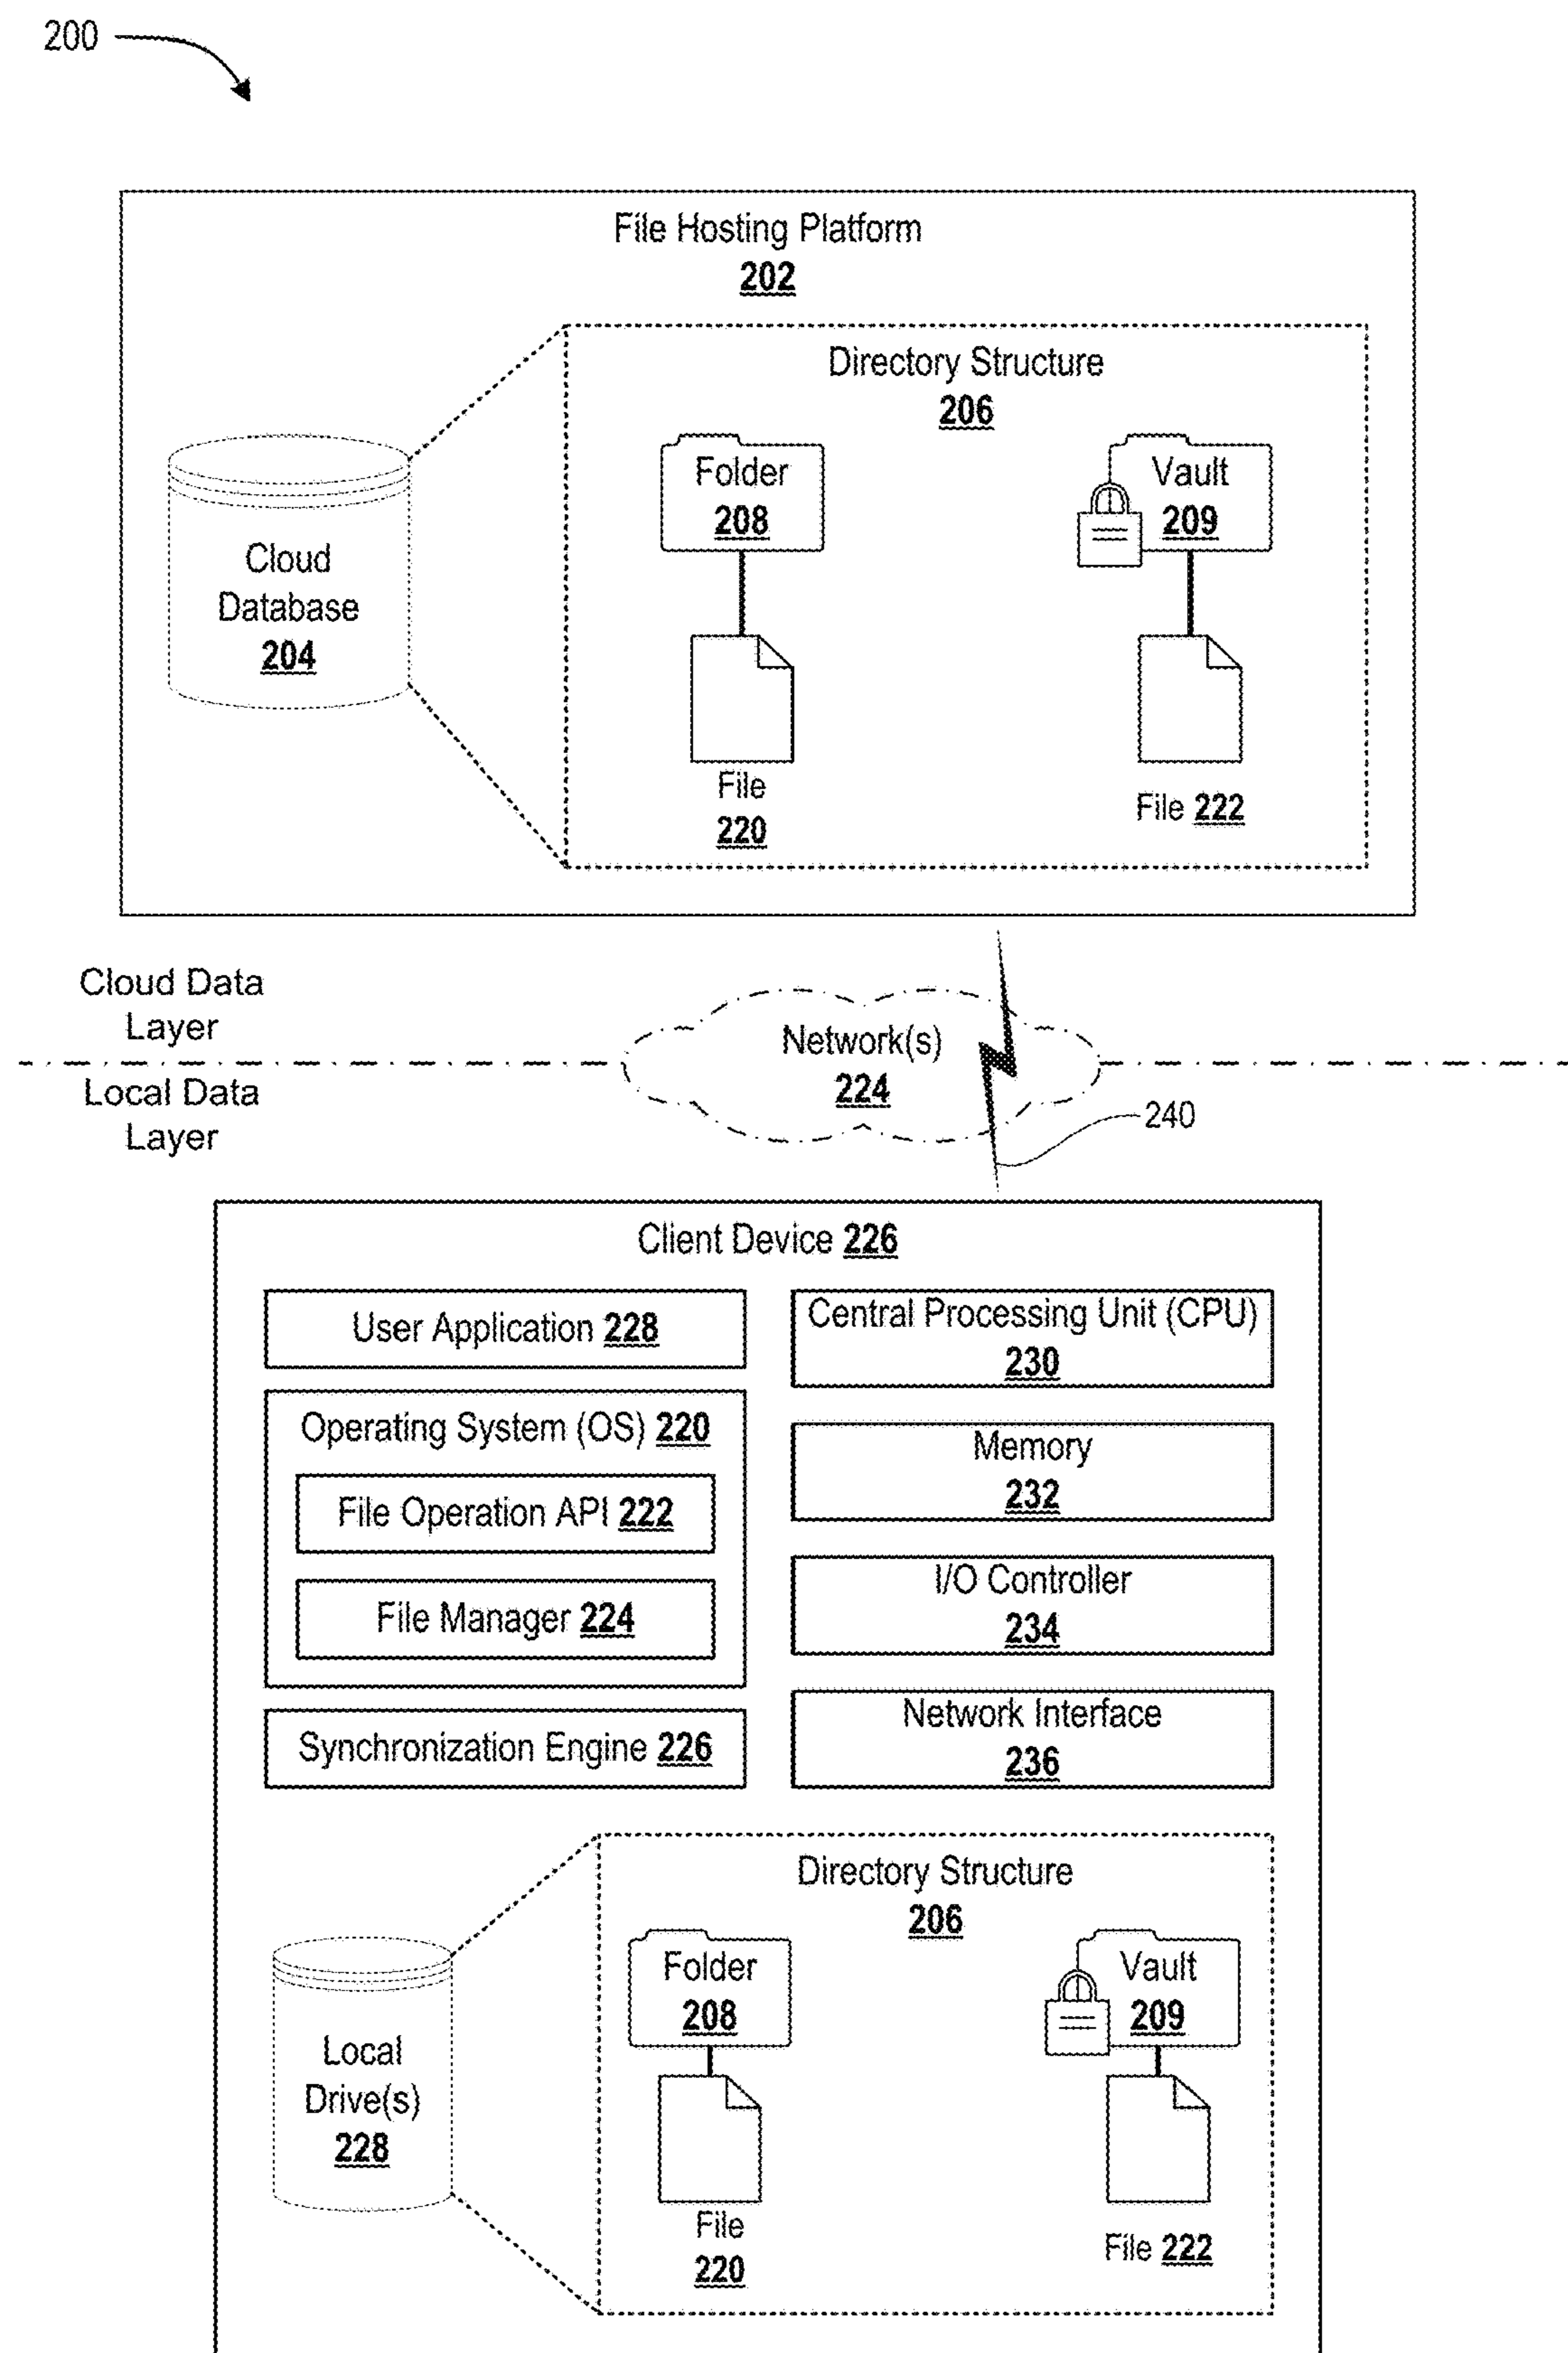 200
File Hosting Platform
202
Directory Structure
206
Folder
208
Vault
209
Cloud
Database
204
File
220
File 222
Cloud Data
Layer
Network(s)
224
Local Data
Layer
240
Client Device 226
User Application 228
Operating System (OS) 220
File Operation API 222
File Manager 224
Synchronization Engine 226
Central Processing Unit (CPU)
230
Memory
232
I/O Controller
234
Network Interface
236
Directory Structure
206
Folder
208
Vault
209
Local
Drive(s)
228
File
220
File 222